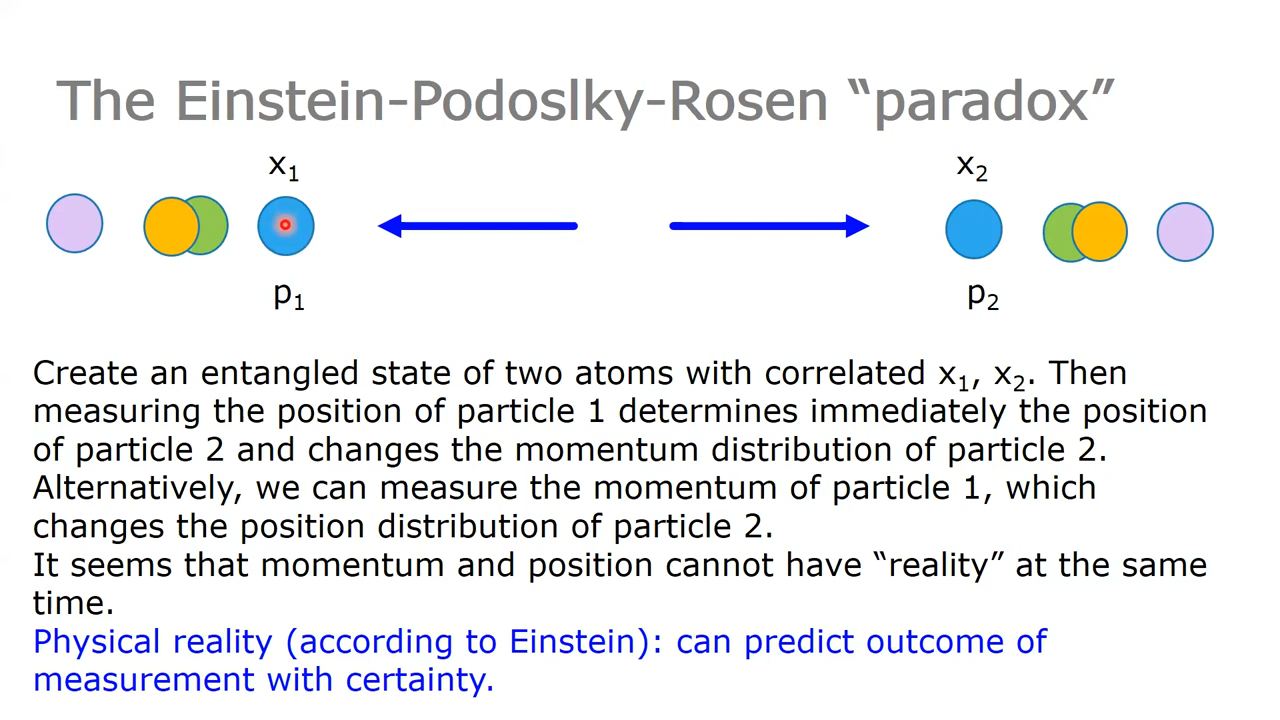 The Einstein-Podoslky-Rosen “paradox”
x₁
x₂
p₁
p₂
Create an entangled state of two atoms with correlated x₁, x₂. Then
measuring the position of particle 1 determines immediately the position
of particle 2 and changes the momentum distribution of particle 2.
Alternatively, we can measure the momentum of particle 1, which
changes the position distribution of particle 2.
It seems that momentum and position cannot have “reality” at the same
time.
Physical reality (according to Einstein): can predict outcome of
measurement with certainty.